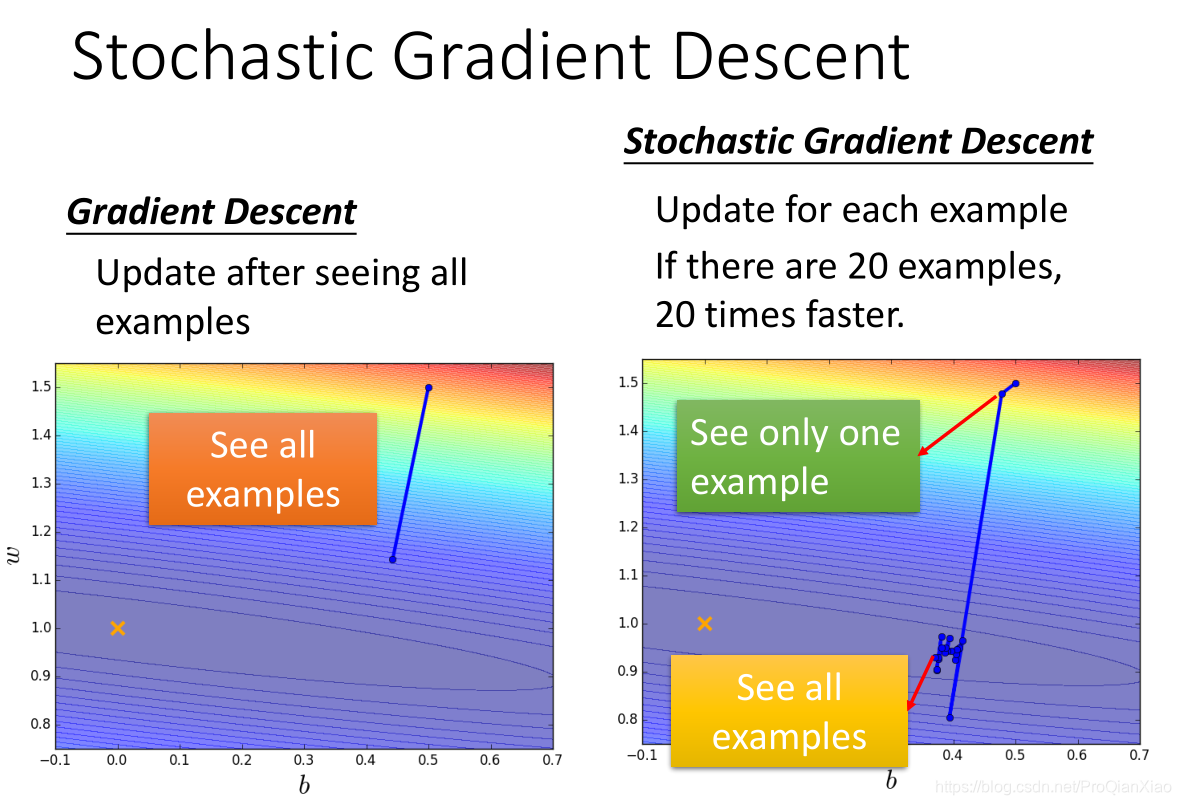 Stochastic Gradient Descent
Gradient Descent
Update after seeing all
examples
Stochastic Gradient Descent
Update for each example
If there are 20 examples,
20 times faster.
See all
examples
1.5
1.4
1.3
1.2
1.1
1.0
0.9
0.8
w
−0.1 0.0 0.1 0.2 0.3 0.4 0.5 0.6 0.7
b
See only one
example
See all
examples
1.5
1.4
1.3
1.2
1.1
1.0
0.9
0.8
−0.1 0.4 0.5 0.6 0.7
b
https://blog.csdn.net/ProQianXiao